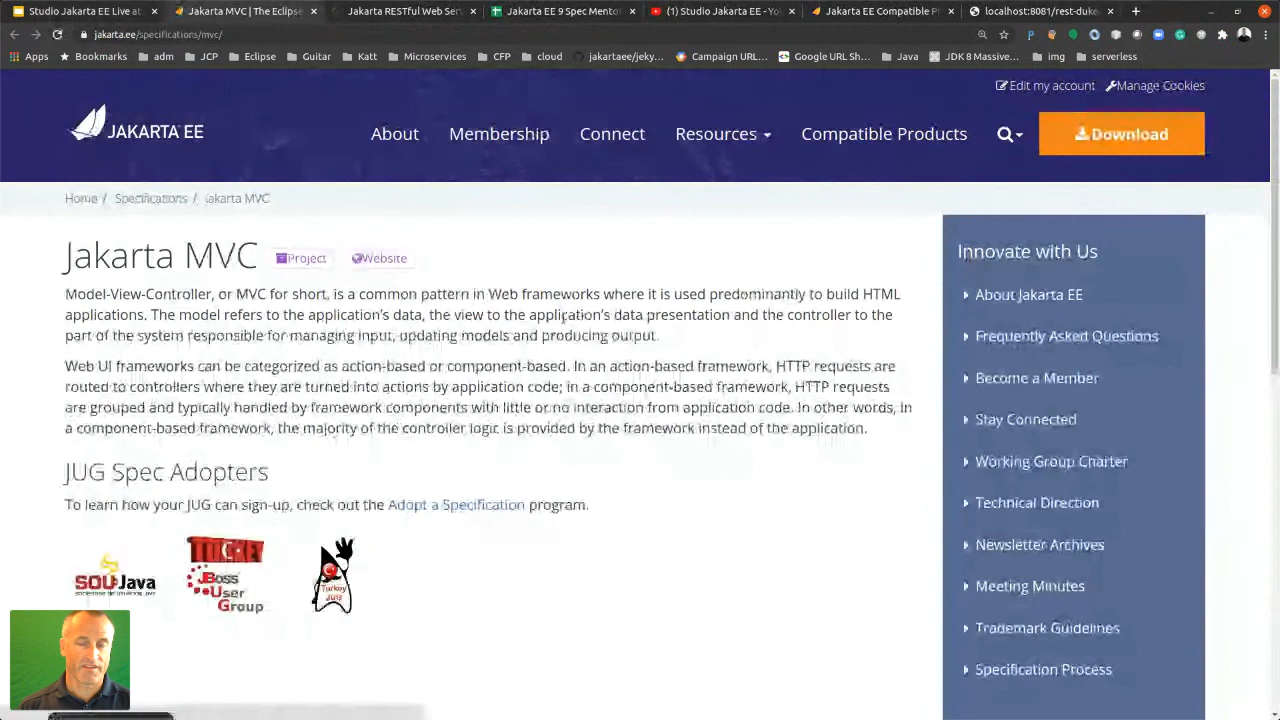 Studio Jakarta EE Live at
Jakarta MVC | The Eclipse
Jakarta RESTful Web Ser
Jakarta EE 9 Spec Mento
(1) Studio Jakarta EE - Yo
Jakarta EE Compatible P
localhost:8081/rest-duke
jakarta.ee/specifications/mvc/
Apps
Bookmarks
adm
JCP
Eclipse
Guitar
Katt
Microservices
CFP
cloud
jakartaee/jeky...
Campaign URL...
Google URL Sh...
Java
JDK 8 Massive...
img
serverless
Edit my account
Manage Cookies
JAKARTA EE
About
Membership
Connect
Resources
Compatible Products
Download
Home / Specifications / Jakarta MVC
Jakarta MVC
Project
Website
Model-View-Controller, or MVC for short, is a common pattern in Web frameworks where it is used predominantly to build HTML
applications. The model refers to the application's data, the view to the application's data presentation and the controller to the
part of the system responsible for managing input, updating models and producing output.
Web UI frameworks can be categorized as action-based or component-based. In an action-based framework, HTTP requests are
routed to controllers where they are turned into actions by application code; in a component-based framework, HTTP requests
are grouped and typically handled by framework components with little or no interaction from application code. In other words, in
a component-based framework, the majority of the controller logic is provided by the framework instead of the application.
JUG Spec Adopters
To learn how your JUG can sign-up, check out the Adopt a Specification program.
SOUJava
TURKEY
JBoss
User
Group
Turkey
JUG
Innovate with Us
About Jakarta EE
Frequently Asked Questions
Become a Member
Stay Connected
Working Group Charter
Technical Direction
Newsletter Archives
Meeting Minutes
Trademark Guidelines
Specification Process